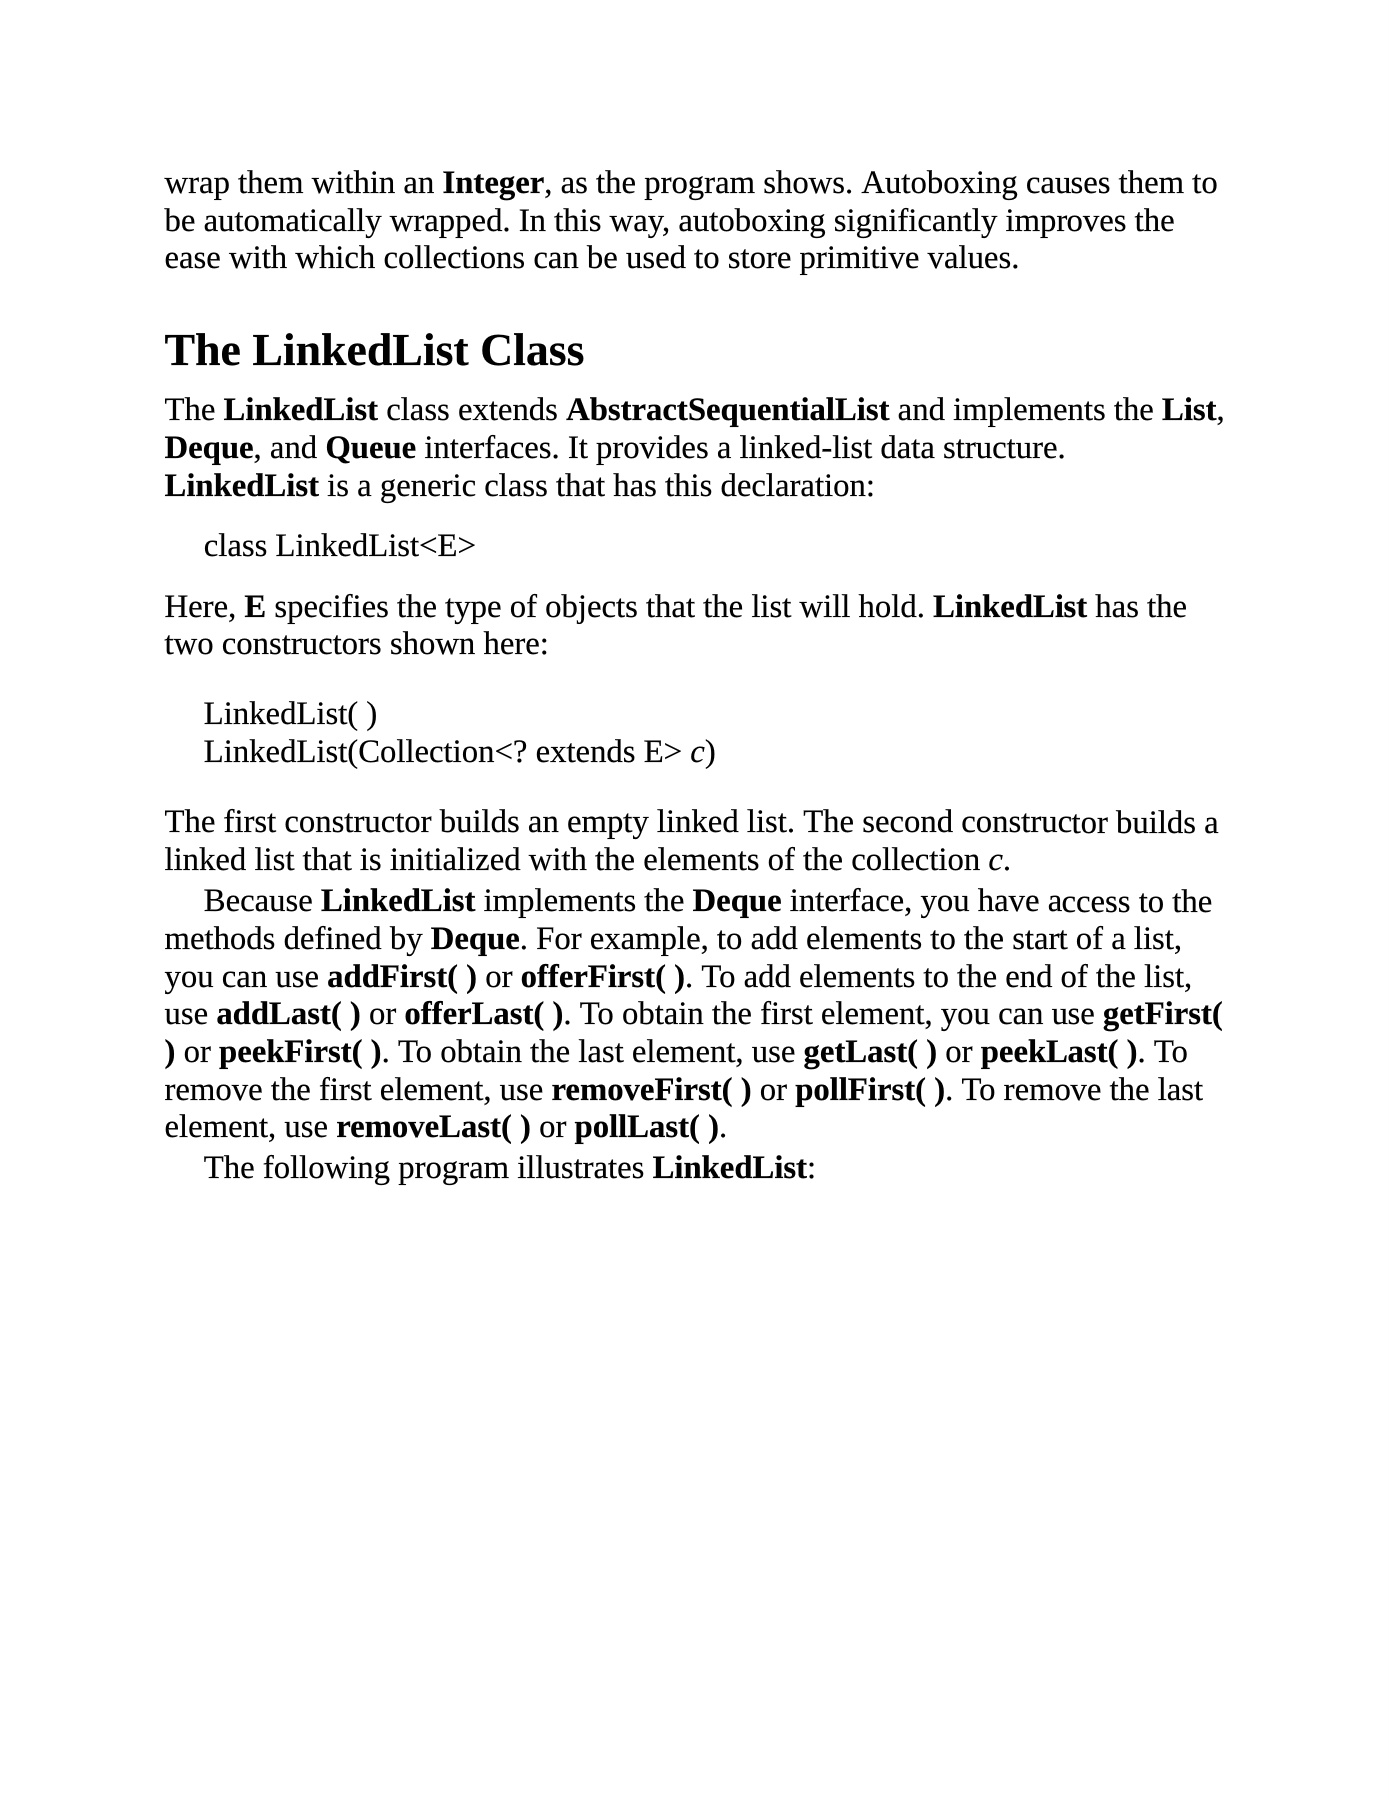 wrap them within an Integer, as the program shows. Autoboxing causes them to
be automatically wrapped. In this way, autoboxing significantly improves the
ease with which collections can be used to store primitive values.
The LinkedList Class
The LinkedList class extends AbstractSequentialList and implements the List,
Deque, and Queue interfaces. It provides a linked-list data structure.
LinkedList is a generic class that has this declaration:
class LinkedList<E>
Here, E specifies the type of objects that the list will hold. LinkedList has the
two constructors shown here:
LinkedList( )
LinkedList(Collection<? extends E> c)
The first constructor builds an empty linked list. The second constructor builds a
linked list that is initialized with the elements of the collection c.
Because LinkedList implements the Deque interface, you have access to the
methods defined by Deque. For example, to add elements to the start of a list,
you can use addFirst( ) or offerFirst( ). To add elements to the end of the list,
use addLast( ) or offerLast( ). To obtain the first element, you can use getFirst(
) or peekFirst( ). To obtain the last element, use getLast( ) or peekLast( ). To
remove the first element, use removeFirst( ) or pollFirst( ). To remove the last
element, use removeLast( ) or pollLast( ).
The following program illustrates LinkedList: